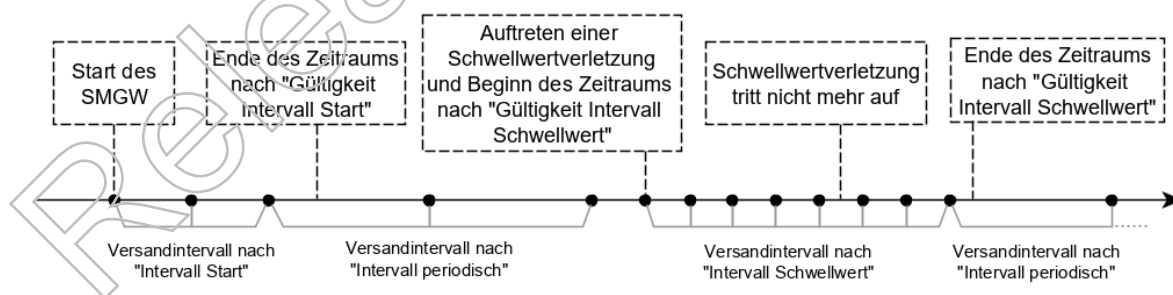 Start des
SMGW
Ende des Zeitraums
nach "Gültigkeit
Intervall Start"
Auftreten einer
Schwellwertverletzung
und Beginn des Zeitraums
nach "Gültigkeit Intervall
Schwellwert"
Schwellwertverletzung
tritt nicht mehr auf
Ende des Zeitraums
nach "Gültigkeit
Intervall Schwellwert"
Versandintervall nach
"Intervall Start"
Versandintervall nach
"Intervall periodisch"
Versandintervall nach
"Intervall Schwellwert"
Versandintervall nach
"Intervall periodisch"
Rele